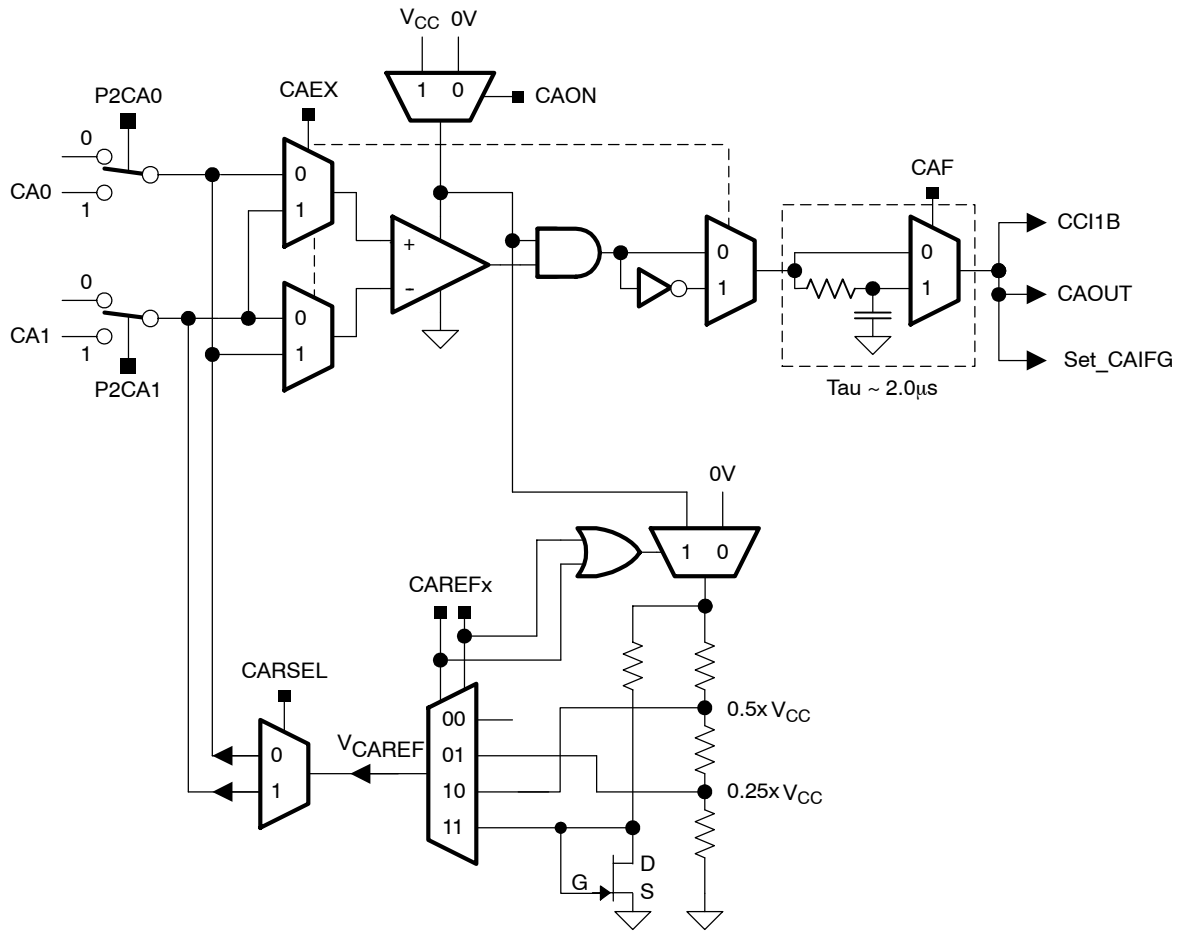 VCC 0V
1 0
CAON
P2CA0
CAEX
0
CA0
1
0
1
CAF
+
−
0
1
0
1
CCI1B
CAOUT
Set_CAIFG
0
CA1
1
P2CA1
0
1
Tau ~ 2.0µs
0V
1 0
CAREFx
CARSEL
0
1
VCAREF
00
01
10
11
0.5x VCC
0.25x VCC
D
G
S